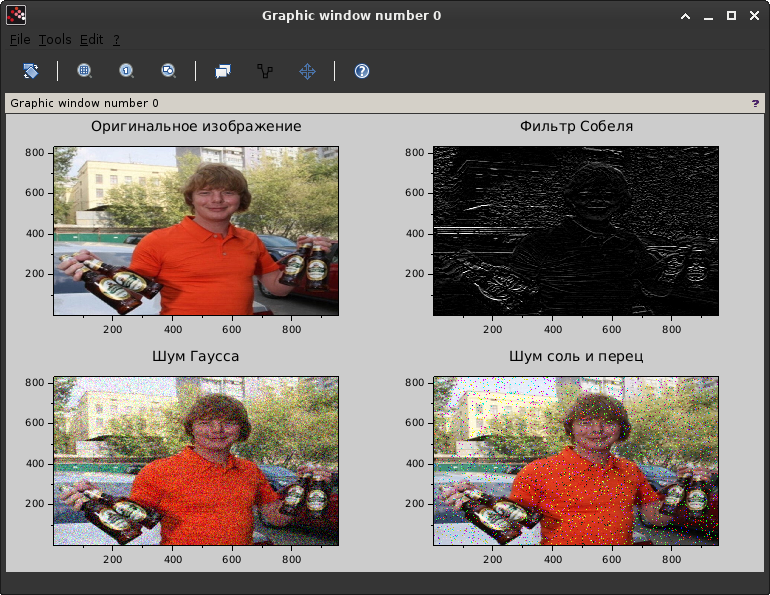 Graphic window number 0
File Tools Edit ?
Graphic window number 0 ?
Оригинальное изображение
Фильтр Собеля
800
600
400
200
200 400 600 800
800
600
400
200
200 400 600 800
Шум Гаусса
Шум соль и перец
800
600
400
200
200 400 600 800
800
600
400
200
200 400 600 800